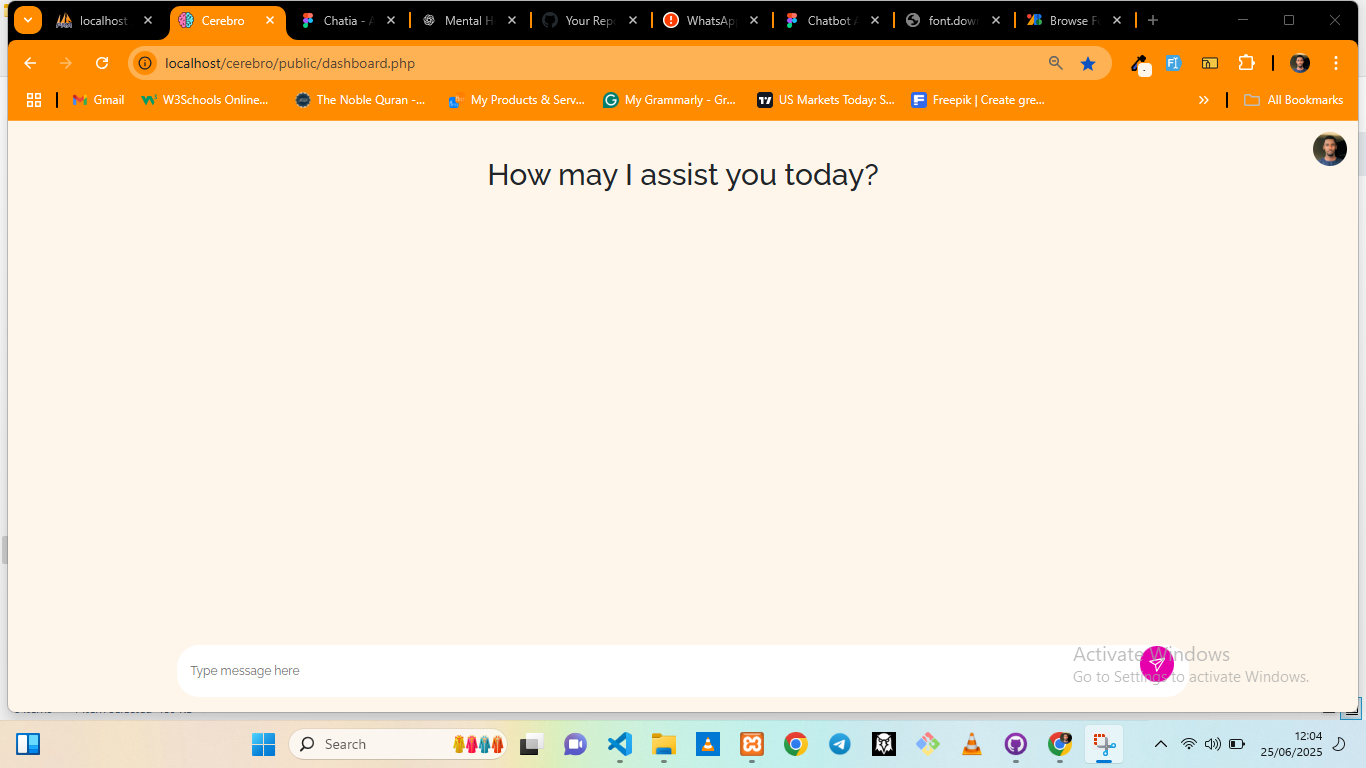 localhost
Cerebro
Chatia - A
Mental H
Your Repo
WhatsApp
Chatbot A
font.down
Browse F
localhost/cerebro/public/dashboard.php
Gmail
W3Schools Online...
The Noble Quran -...
My Products & Serv...
My Grammarly - Gr...
US Markets Today: S...
Freepik | Create gre...
All Bookmarks
How may I assist you today?
Type message here
Activate Windows
Go to Settings to activate Windows.
Search
12:04
25/06/2025